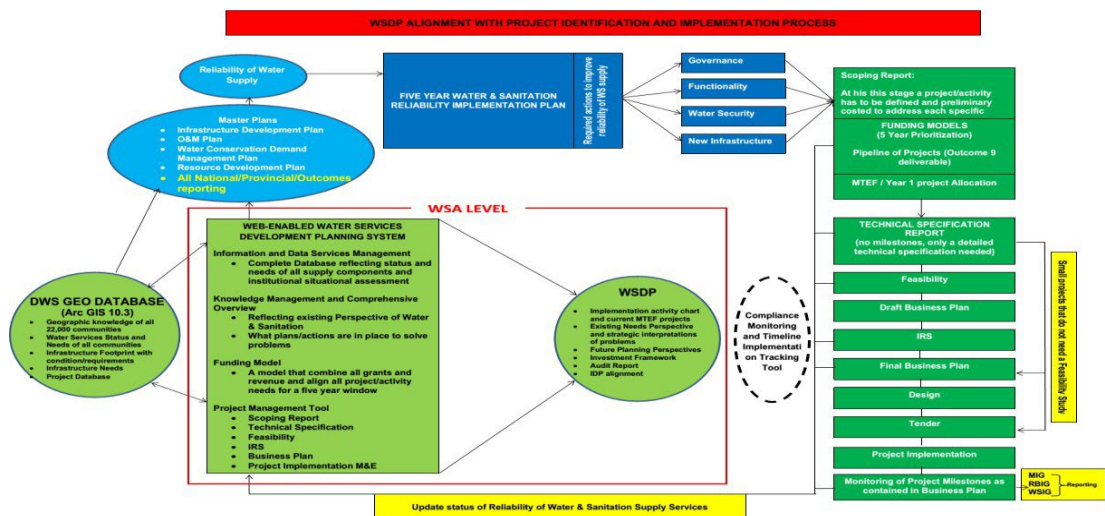 WSDP ALIGNMENT WITH PROJECT IDENTIFICATION AND IMPLEMENTATION PROCESS
Reliability of Water
Supply
FIVE YEAR WATER & SANITATION
RELIABILITY IMPLEMENTATION PLAN
Required actions to improve
reliability of WS supply
Governance
Functionality
Water Security
New Infrastructure
Scoping Report:
At his this stage a project/activity
has to be defined and preliminary
costed to address each specific
FUNDING MODELS
(5 Year Prioritization)
Pipeline of Projects (Outcome 9
deliverable)
MTEF / Year 1 project Allocation
Master Plans
• Infrastructure Development Plan
• O&M Plan
• Water Conservation Demand
Management Plan
• Resource Development Plan
• All National/Provincial/Outcomes
reporting
WSA LEVEL
WEB-ENABLED WATER SERVICES
DEVELOPMENT PLANNING SYSTEM
Information and Data Services Management
• Complete Database reflecting status and
needs of all supply components and
institutional situational assessment
Knowledge Management and Comprehensive
Overview
• Reflecting existing Perspective of Water
& Sanitation
• What plans/actions are in place to solve
problems
Funding Model
• A model that combine all grants and
revenue and align all project/activity
needs for a five year window
Project Management Tool
• Scoping Report
• Technical Specification
• Feasibility
• IRS
• Business Plan
• Project Implementation M&E
DWS GEO DATABASE
(Arc GIS 10.3)
• Geographic knowledge of all
22,000 communities
• Water Services Status and
Needs of all communities
• Infrastructure Footprint with
condition/requirements
• Infrastructure Needs
• Project Database
WSDP
• Implementation activity chart
and current MTEF projects
• Existing Needs Perspective
and strategic interpretations
of problems
• Future Planning Perspectives
• Investment Framework
• Audit Report
• IDP alignment
Compliance
Monitoring
and Timeline
Implementati
on Tracking
Tool
TECHNICAL SPECIFICATION
REPORT
(no milestones, only a detailed
technical specification needed)
Feasibility
Draft Business Plan
IRS
Final Business Plan
Design
Tender
Project Implementation
Monitoring of Project Milestones as
contained in Business Plan
Small projects that do not need a Feasibility Study
MIG
RBIG
WSIG
Reporting
Update status of Reliability of Water & Sanitation Supply Services